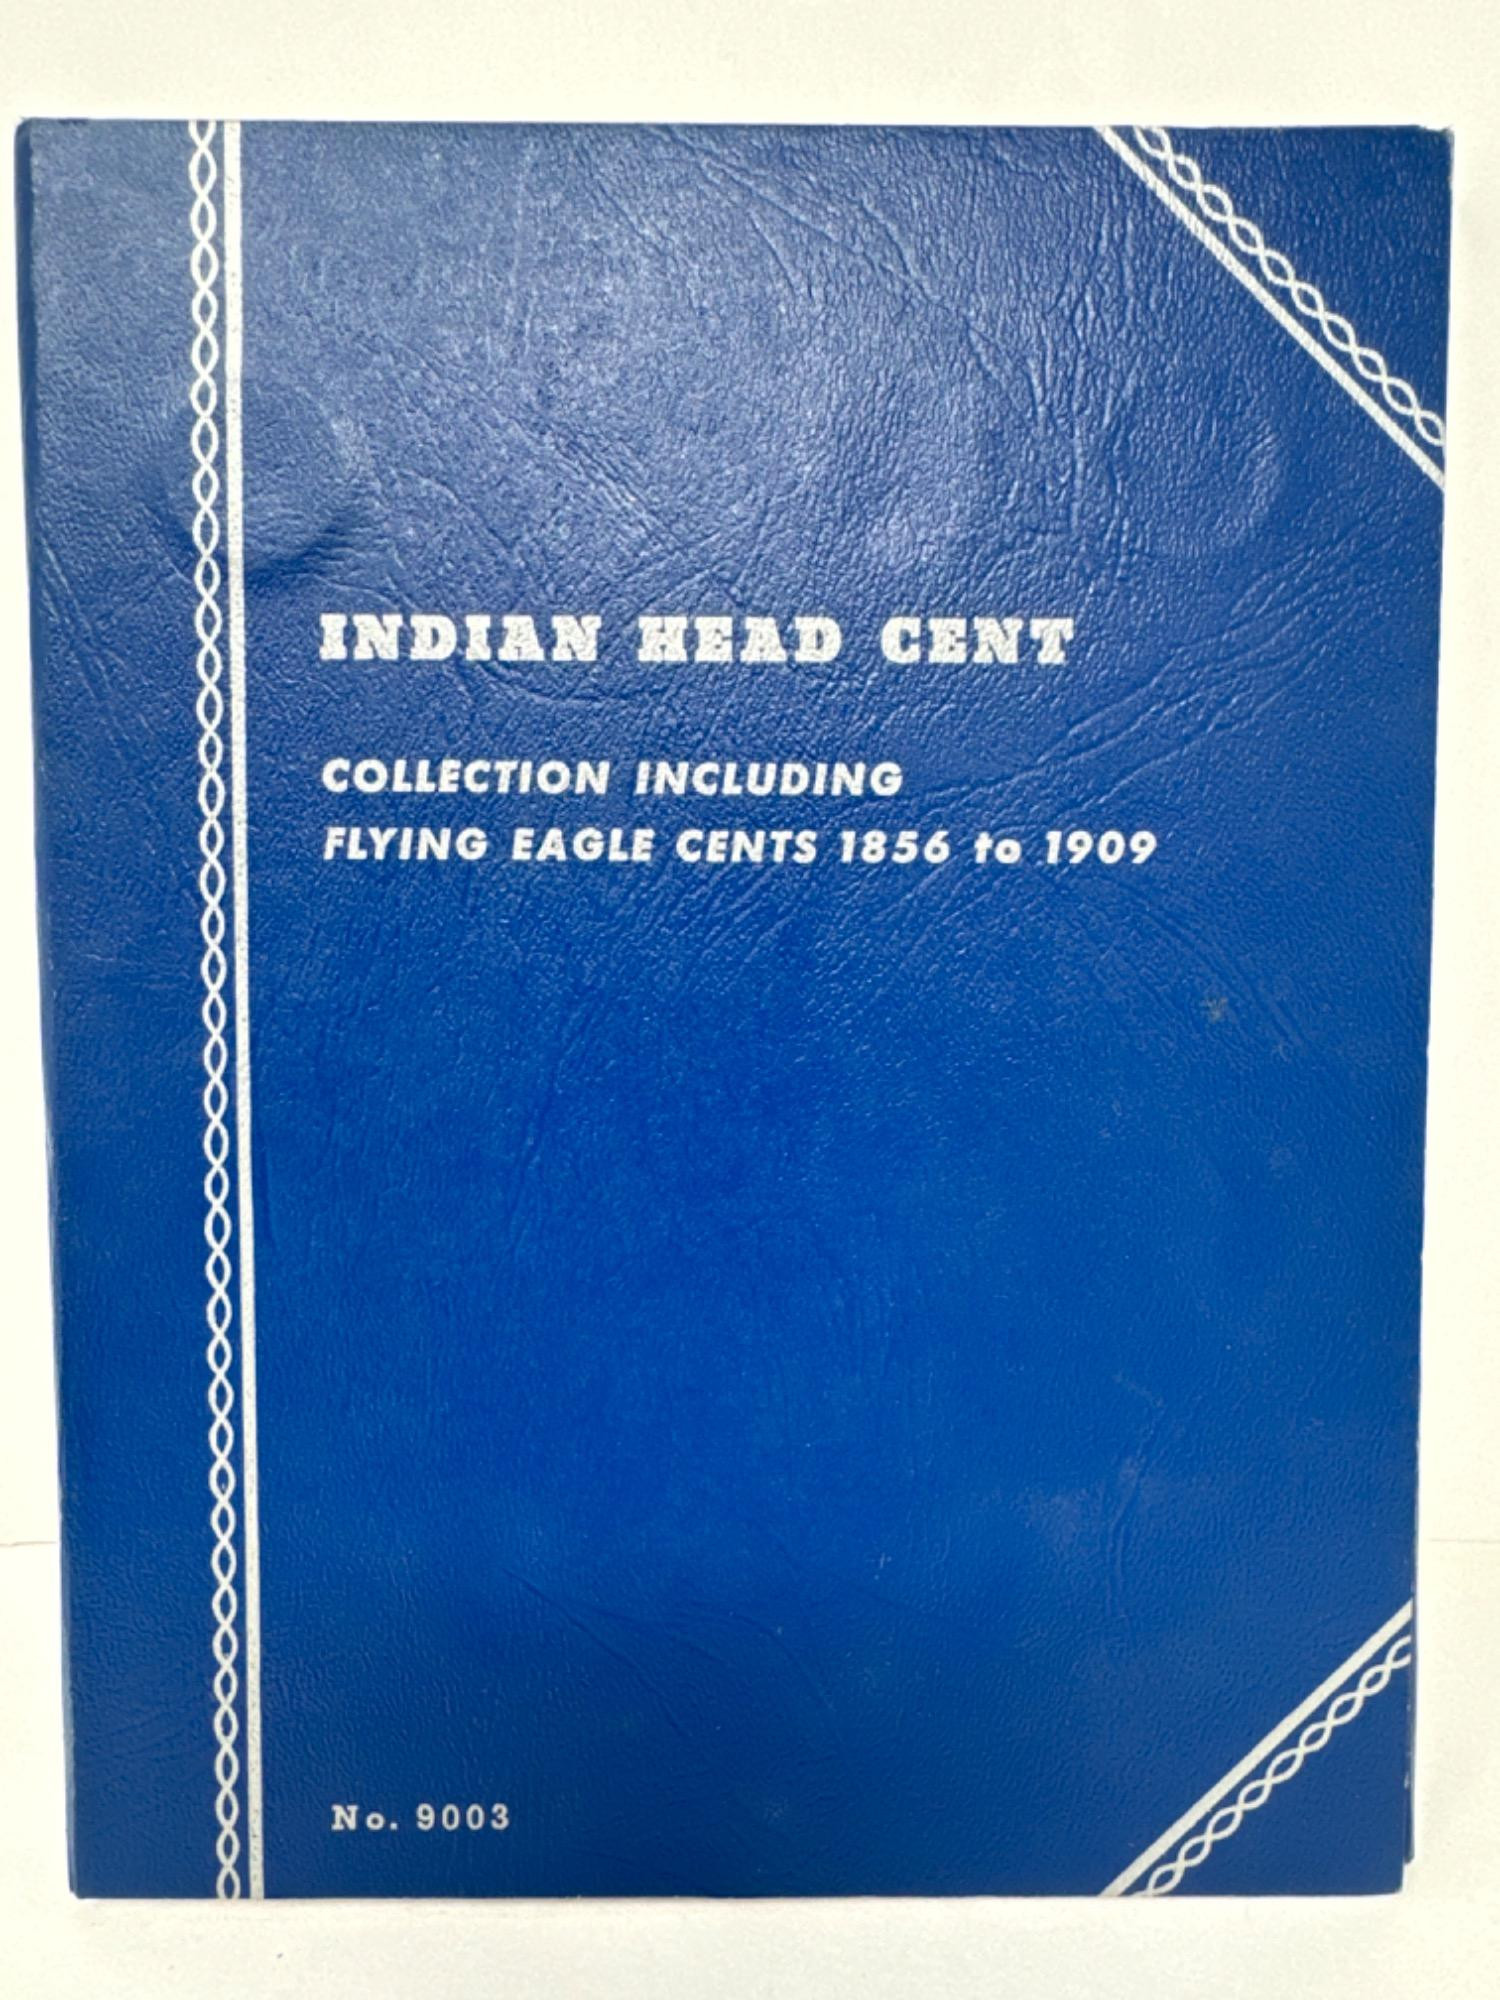 INDIAN HEAD CENT
COLLECTION INCLUDING
FLYING EAGLE CENTS 1856 to 1909
No. 9003